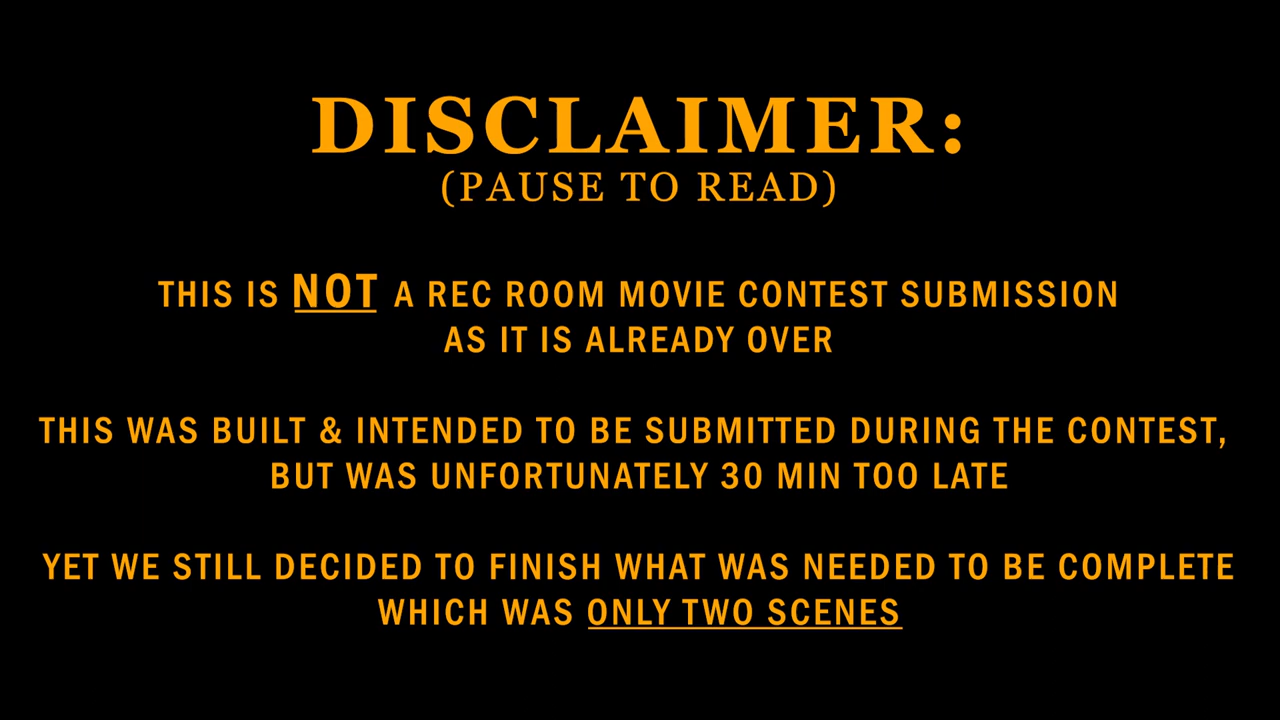 DISCLAIMER:
(PAUSE TO READ)
THIS IS NOT A REC ROOM MOVIE CONTEST SUBMISSION
AS IT IS ALREADY OVER
THIS WAS BUILT & INTENDED TO BE SUBMITTED DURING THE CONTEST,
BUT WAS UNFORTUNATELY 30 MIN TOO LATE
YET WE STILL DECIDED TO FINISH WHAT WAS NEEDED TO BE COMPLETE
WHICH WAS ONLY TWO SCENES